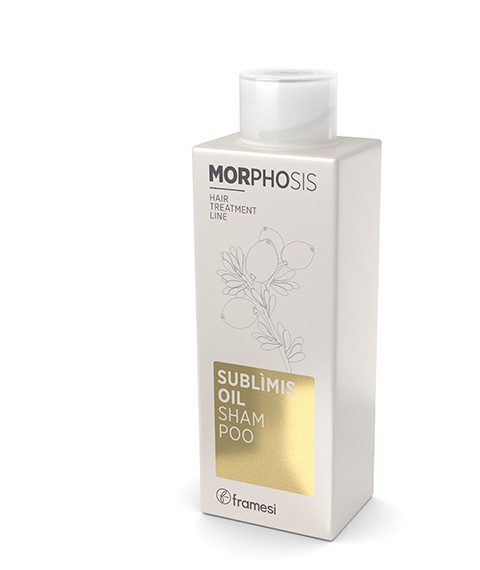 MORPHOSIS
HAIR
TREATMENT
LINE
SUBLÌMIS
OIL
SHAM
POO
framesi